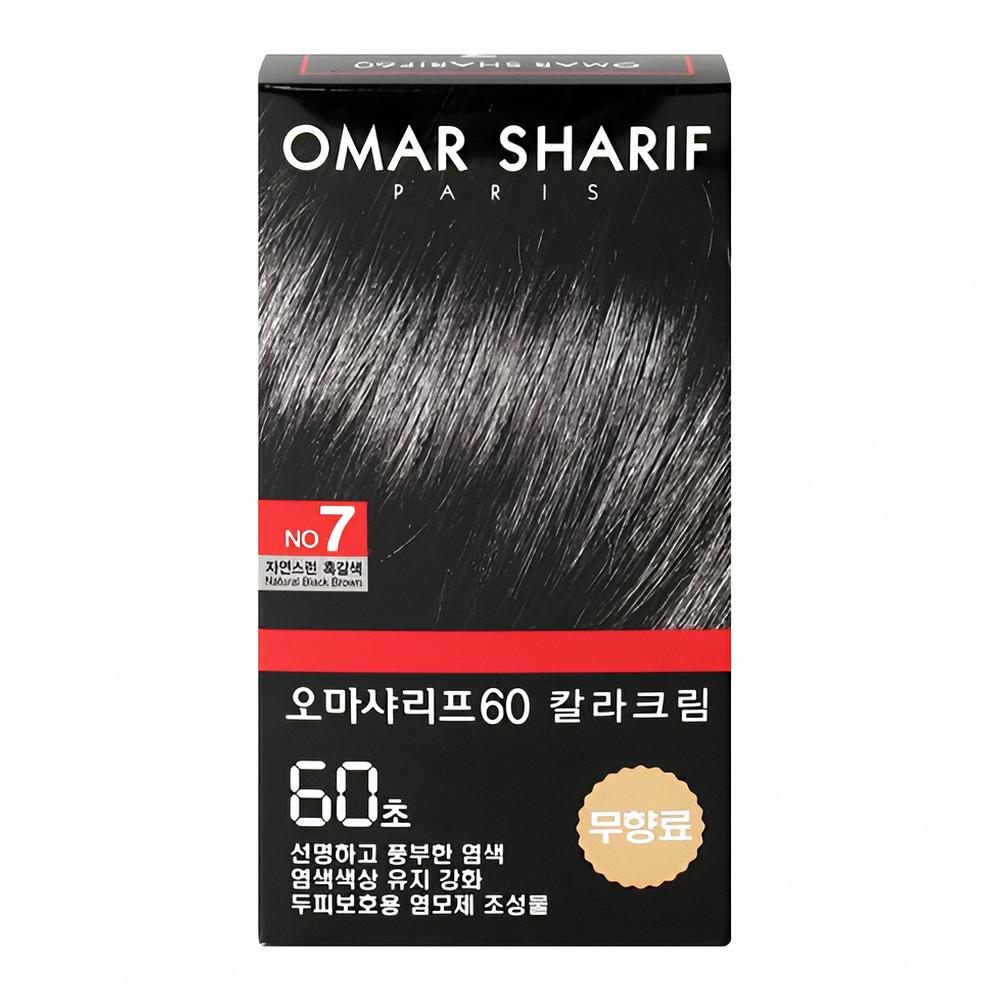 OMAR SHARIF60
OMAR SHARIF
PARIS
NO 7
자연스런 흑갈색
Natural Black Brown
오마샤리프60 칼라크림
60초
무향료
선명하고 풍부한 염색
염색색상 유지 강화
두피보호용 염모제 조성물